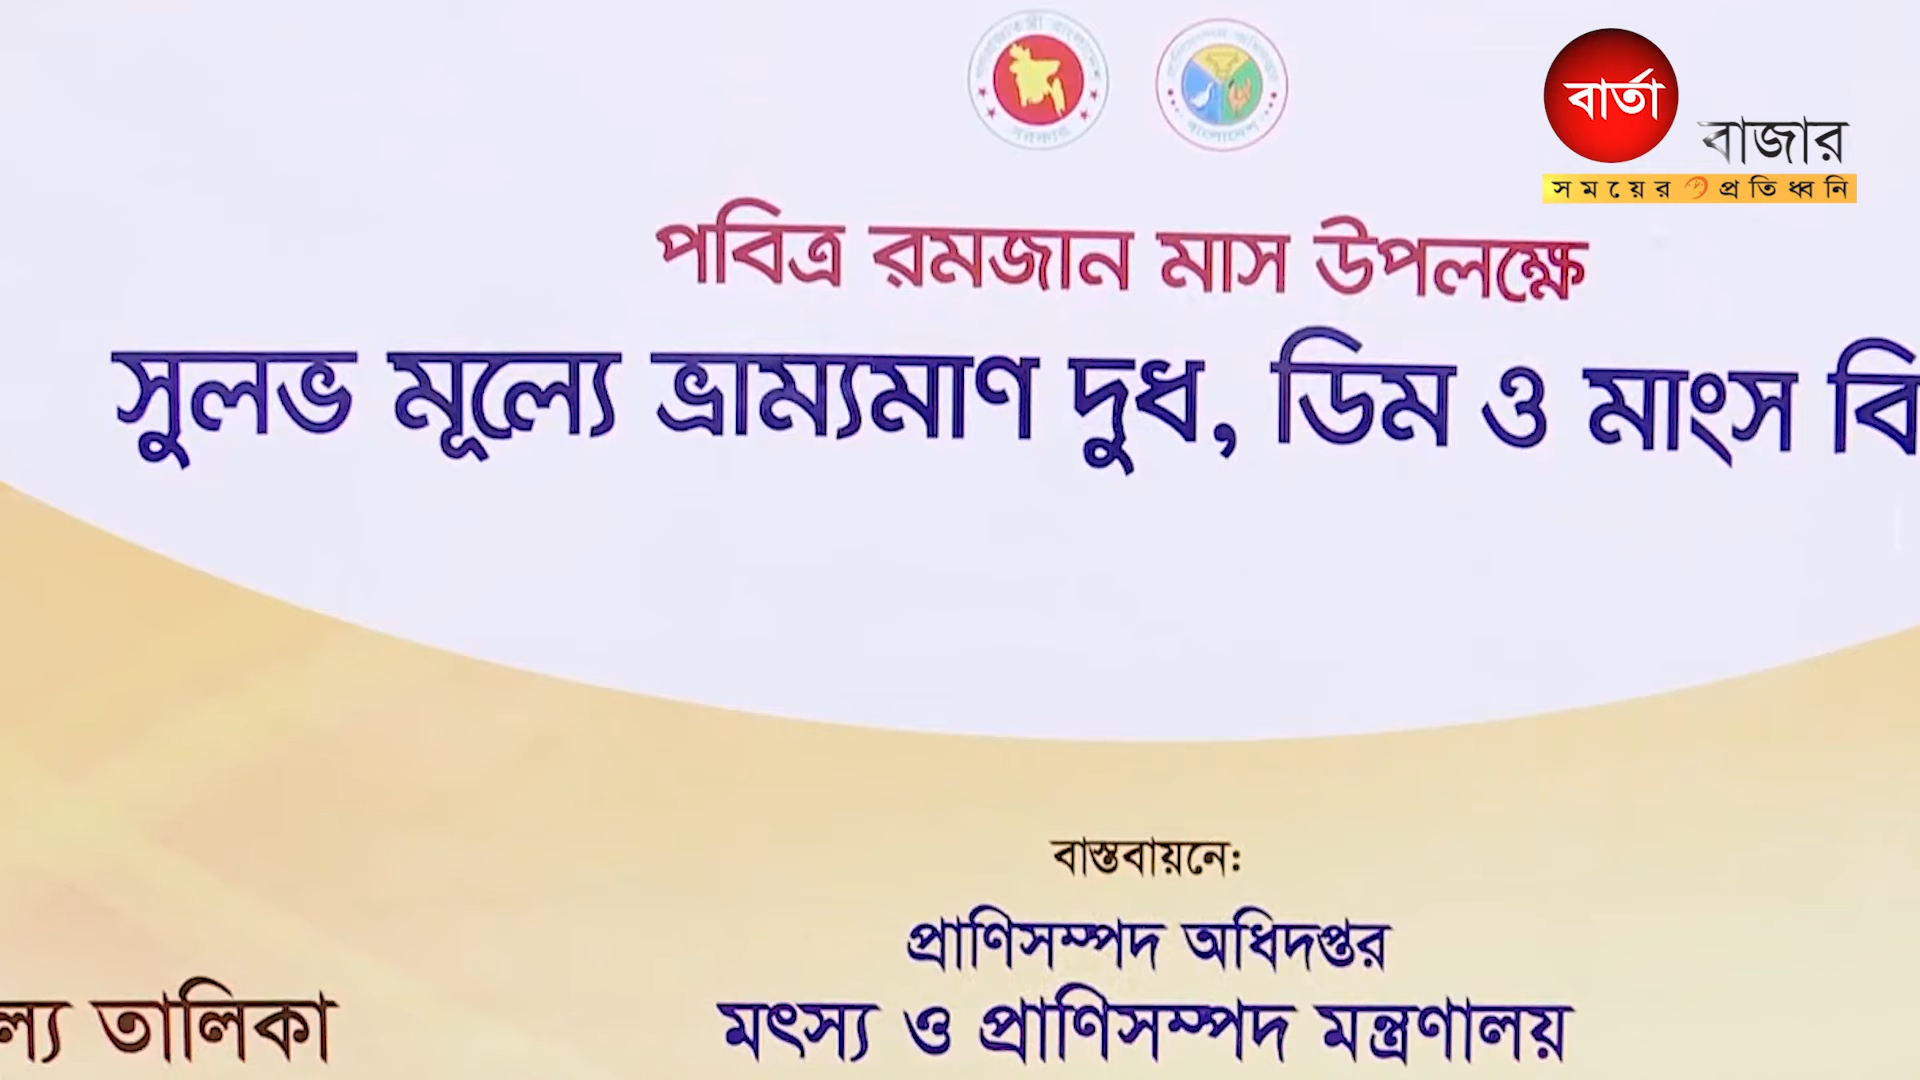 বার্তা
বাজার
সময়ের প্রতিধ্বনি
পবিত্র রমজান মাস উপলক্ষে
সুলভ মূল্যে ভ্রাম্যমাণ দুধ, ডিম ও মাংস বি
বাস্তবায়নে:
প্রাণিসম্পদ অধিদপ্তর
ল্য তালিকা
মৎস্য ও প্রাণিসম্পদ মন্ত্রণালয়